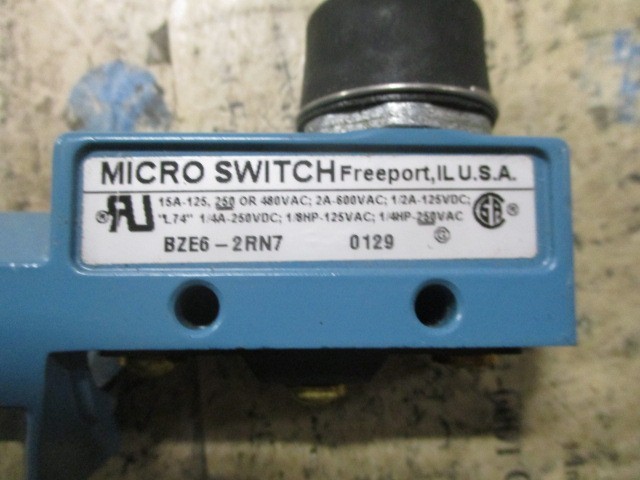 MICRO SWITCH Freeport, IL U.S.A.
15A-125, 250 OR 480VAC; 2A-600VAC; 1/2A-125VDC;
"L74" 1/4A-250VDC; 1/8HP-125VAC; 1/4HP-250VAC
BZE6-2RN7 0129